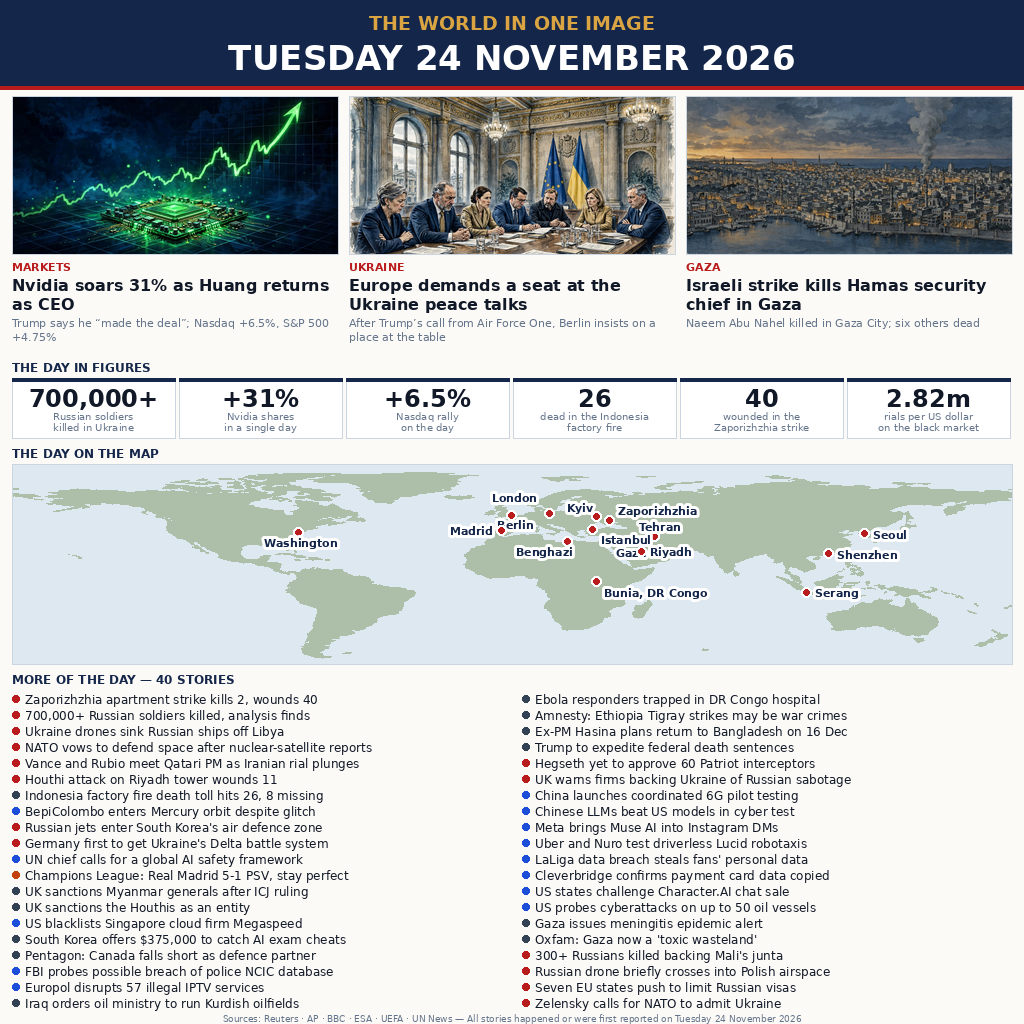 THE WORLD IN ONE IMAGE
TUESDAY 24 NOVEMBER 2026
MARKETS
Nvidia soars 31% as Huang returns
as CEO
Trump says he “made the deal”; Nasdaq +6.5%, S&P 500
+4.75%
UKRAINE
Europe demands a seat at the
Ukraine peace talks
After Trump’s call from Air Force One, Berlin insists on a
place at the table
GAZA
Israeli strike kills Hamas security
chief in Gaza
Naeem Abu Nahel killed in Gaza City; six others dead
THE DAY IN FIGURES
700,000+
Russian soldiers
killed in Ukraine
+31%
Nvidia shares
in a single day
+6.5%
Nasdaq rally
on the day
26
dead in the Indonesia
factory fire
40
wounded in the
Zaporizhzhia strike
2.82m
rials per US dollar
on the black market
THE DAY ON THE MAP
London
Kyiv
Zaporizhzhia
Berlin
Tehran
Madrid
Istanbul
Washington
Benghazi
Gaza
Riyadh
Seoul
Shenzhen
Bunia, DR Congo
Serang
MORE OF THE DAY — 40 STORIES
Zaporizhzhia apartment strike kills 2, wounds 40
700,000+ Russian soldiers killed, analysis finds
Ukraine drones sink Russian ships off Libya
NATO vows to defend space after nuclear-satellite reports
Vance and Rubio meet Qatari PM as Iranian rial plunges
Houthi attack on Riyadh tower wounds 11
Indonesia factory fire death toll hits 26, 8 missing
BepiColombo enters Mercury orbit despite glitch
Russian jets enter South Korea's air defence zone
Germany first to get Ukraine's Delta battle system
UN chief calls for a global AI safety framework
Champions League: Real Madrid 5-1 PSV, stay perfect
UK sanctions Myanmar generals after ICJ ruling
UK sanctions the Houthis as an entity
US blacklists Singapore cloud firm Megaspeed
South Korea offers $375,000 to catch AI exam cheats
Pentagon: Canada falls short as defence partner
FBI probes possible breach of police NCIC database
Europol disrupts 57 illegal IPTV services
Iraq orders oil ministry to run Kurdish oilfields
Ebola responders trapped in DR Congo hospital
Amnesty: Ethiopia Tigray strikes may be war crimes
Ex-PM Hasina plans return to Bangladesh on 16 Dec
Trump to expedite federal death sentences
Hegseth yet to approve 60 Patriot interceptors
UK warns firms backing Ukraine of Russian sabotage
China launches coordinated 6G pilot testing
Chinese LLMs beat US models in cyber test
Meta brings Muse AI into Instagram DMs
Uber and Nuro test driverless Lucid robotaxis
LaLiga data breach steals fans' personal data
Cleverbridge confirms payment card data copied
US states challenge Character.AI chat sale
US probes cyberattacks on up to 50 oil vessels
Gaza issues meningitis epidemic alert
Oxfam: Gaza now a 'toxic wasteland'
300+ Russians killed backing Mali's junta
Russian drone briefly crosses into Polish airspace
Seven EU states push to limit Russian visas
Zelensky calls for NATO to admit Ukraine
Sources: Reuters · AP · BBC · ESA · UEFA · UN News — All stories happened or were first reported on Tuesday 24 November 2026